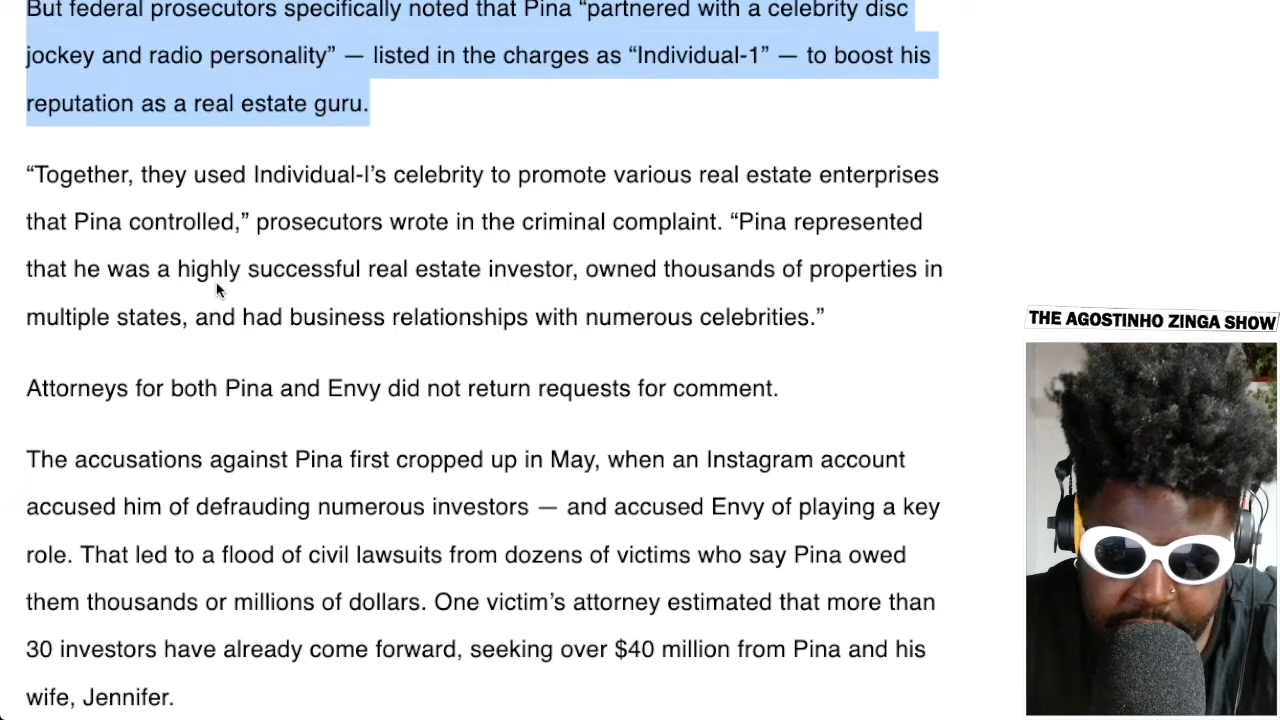 But federal prosecutors specifically noted that Pina “partnered with a celebrity disc
jockey and radio personality” — listed in the charges as “Individual-1” — to boost his
reputation as a real estate guru.
“Together, they used Individual-l’s celebrity to promote various real estate enterprises
that Pina controlled,” prosecutors wrote in the criminal complaint. “Pina represented
that he was a highly successful real estate investor, owned thousands of properties in
multiple states, and had business relationships with numerous celebrities.”
Attorneys for both Pina and Envy did not return requests for comment.
The accusations against Pina first cropped up in May, when an Instagram account
accused him of defrauding numerous investors — and accused Envy of playing a key
role. That led to a flood of civil lawsuits from dozens of victims who say Pina owed
them thousands or millions of dollars. One victim’s attorney estimated that more than
30 investors have already come forward, seeking over $40 million from Pina and his
wife, Jennifer.
THE AGOSTINHO ZINGA SHOW